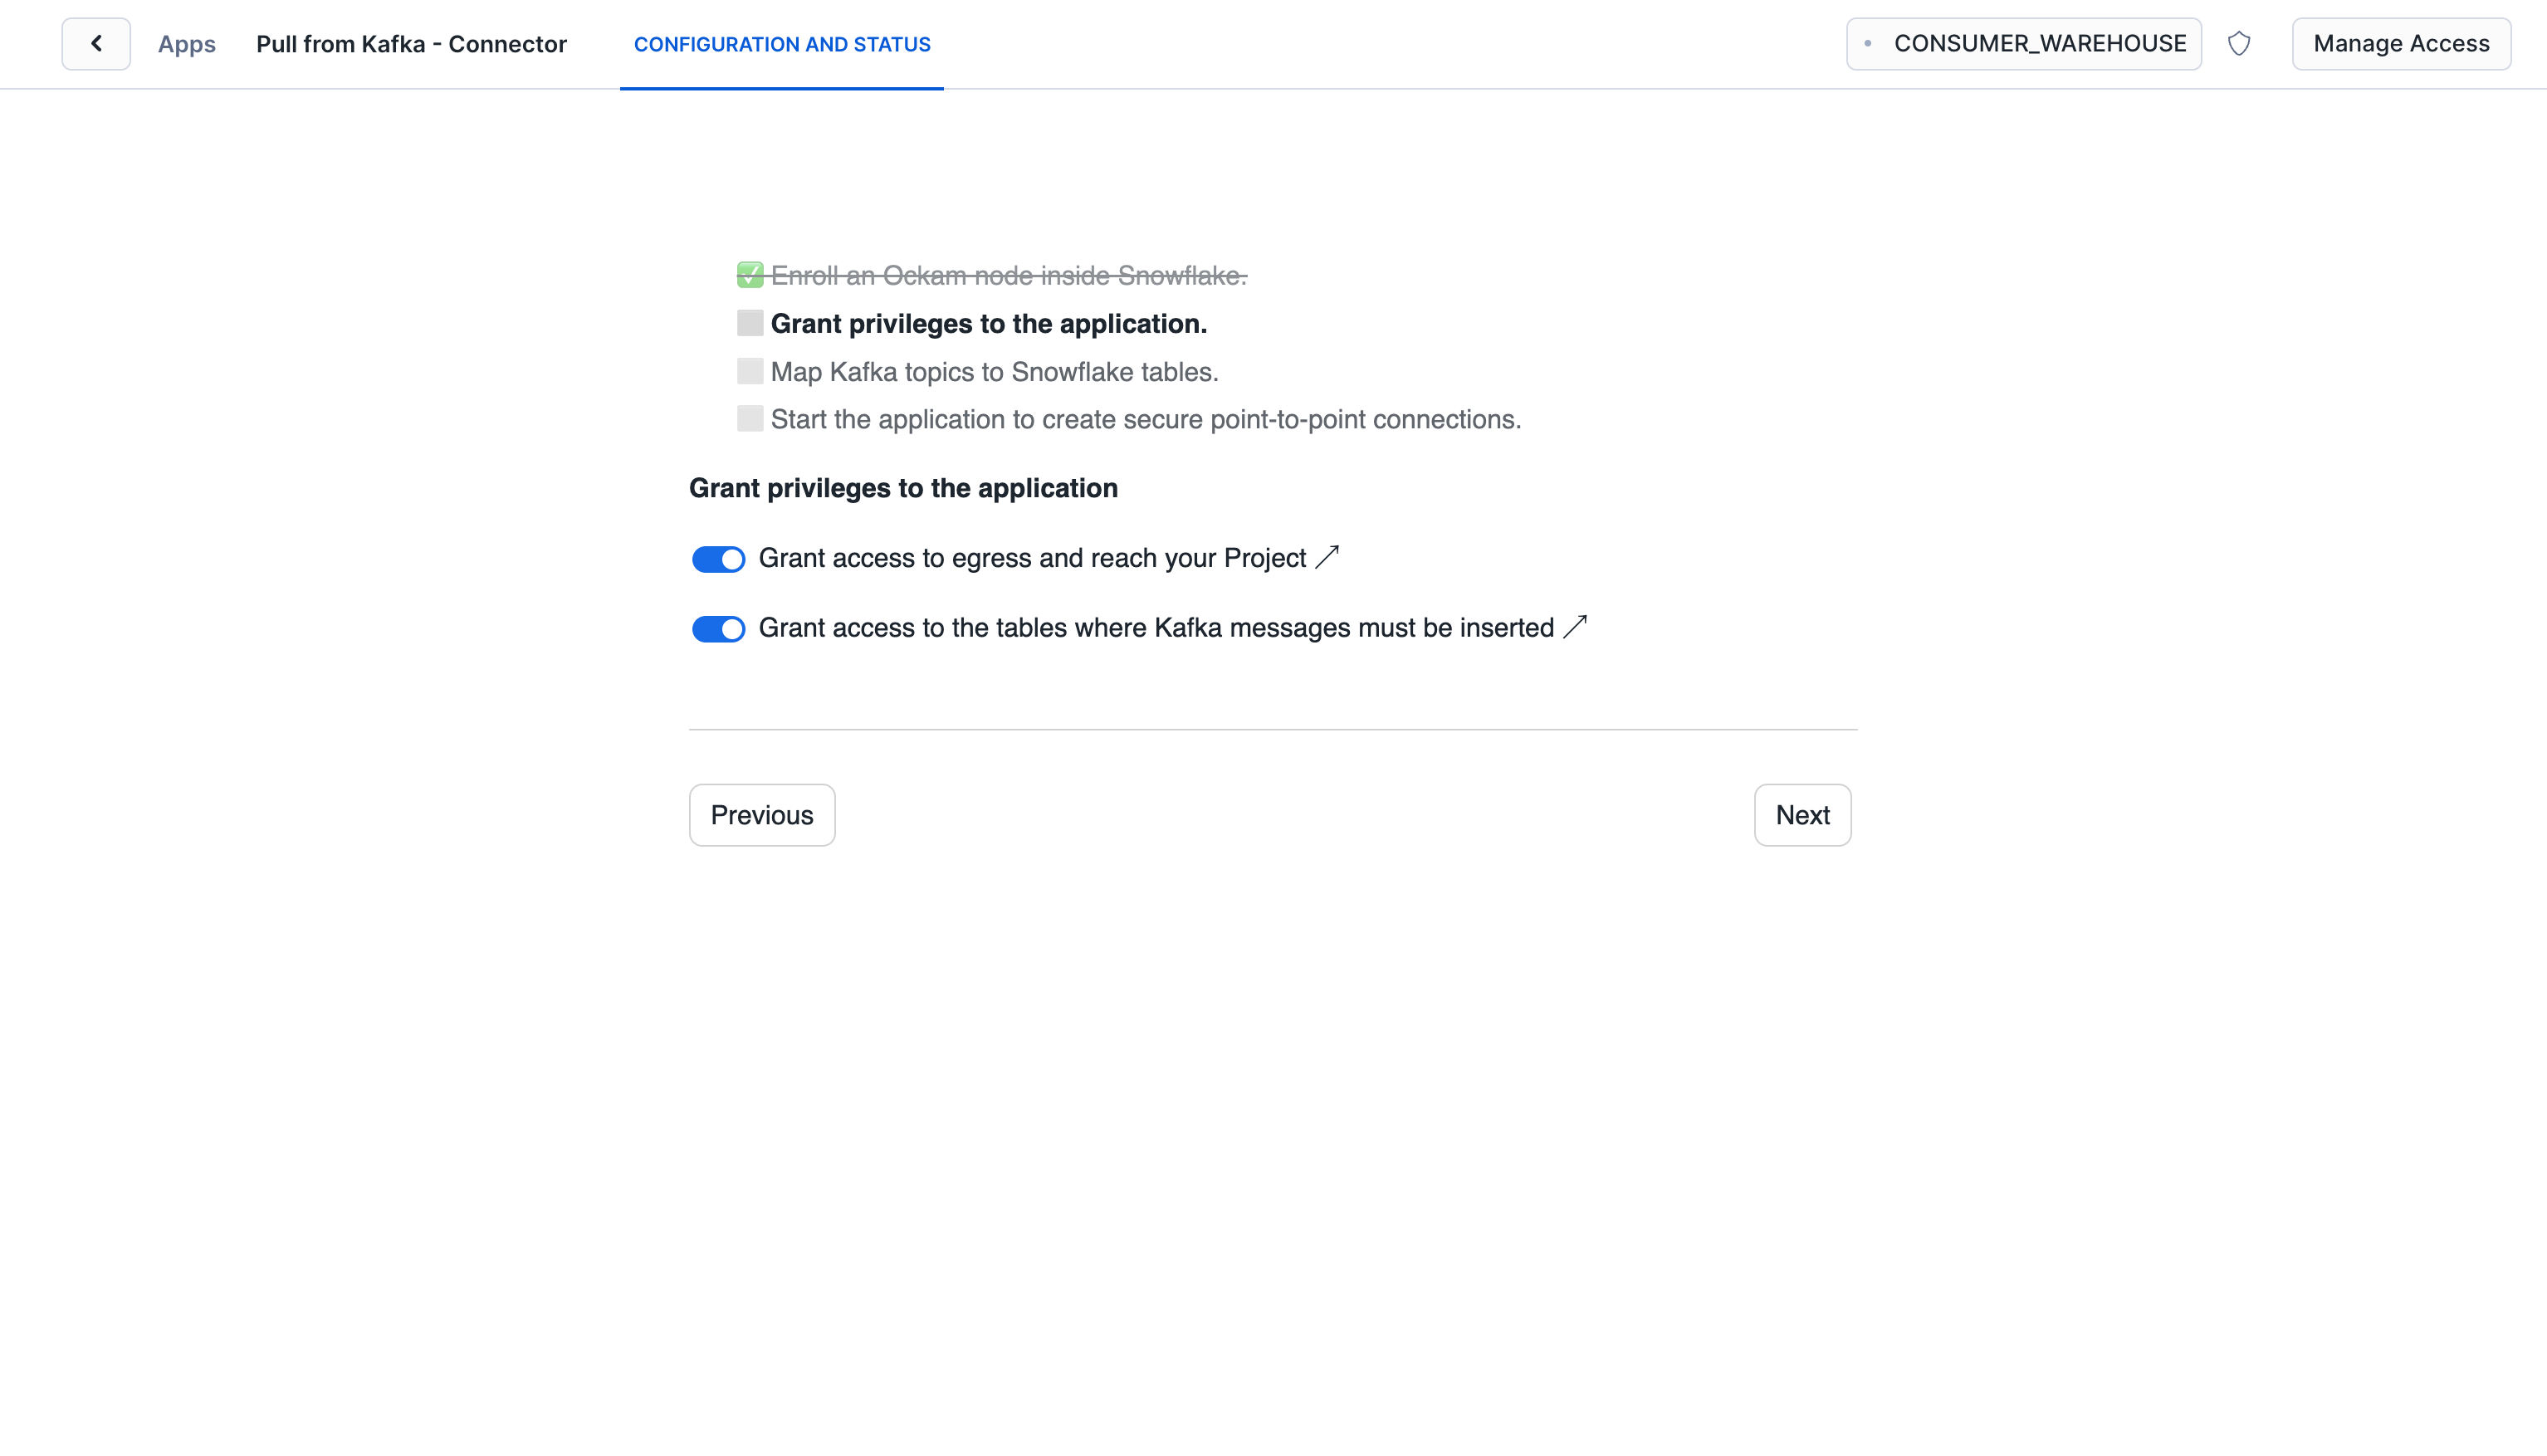 Apps Pull from Kafka - Connector CONFIGURATION AND STATUS CONSUMER_WAREHOUSE Manage Access
Enroll an Ockam node inside Snowflake.
Grant privileges to the application.
Map Kafka topics to Snowflake tables.
Start the application to create secure point-to-point connections.
Grant privileges to the application
Grant access to egress and reach your Project
Grant access to the tables where Kafka messages must be inserted
Previous Next